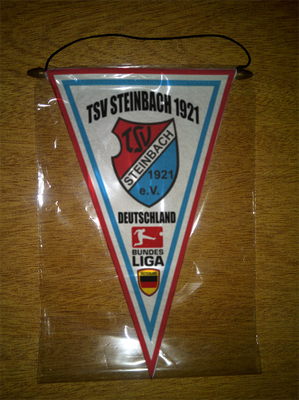 TSV STEINBACH 1921
TSV
STEINBACH
1921
e.V.
DEUTSCHLAND
BUNDES
LIGA